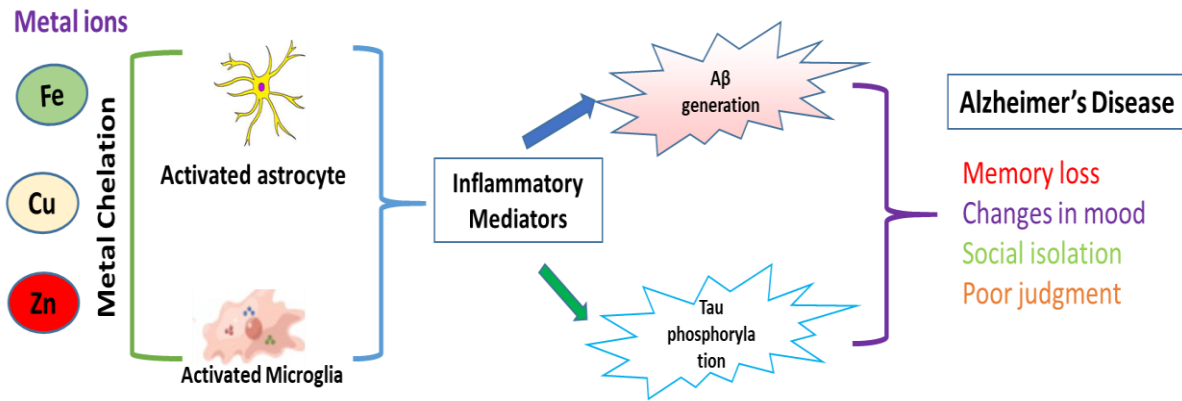 Metal ions
Fe
Cu
Zn
Metal Chelation
Activated astrocyte
Activated Microglia
Inflammatory
Mediators
Aβ
generation
Tau
phosphoryla
tion
Alzheimer's Disease
Memory loss
Changes in mood
Social isolation
Poor judgment